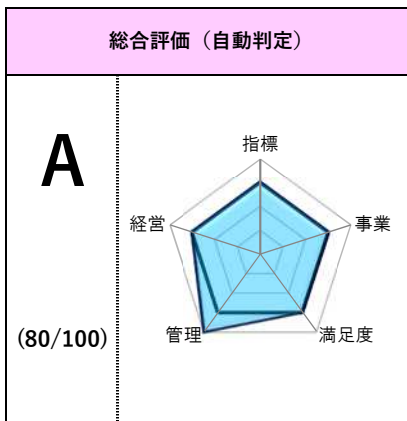 総合評価（自動判定）
A
(80/100)
指標
事業
満足度
管理
経営